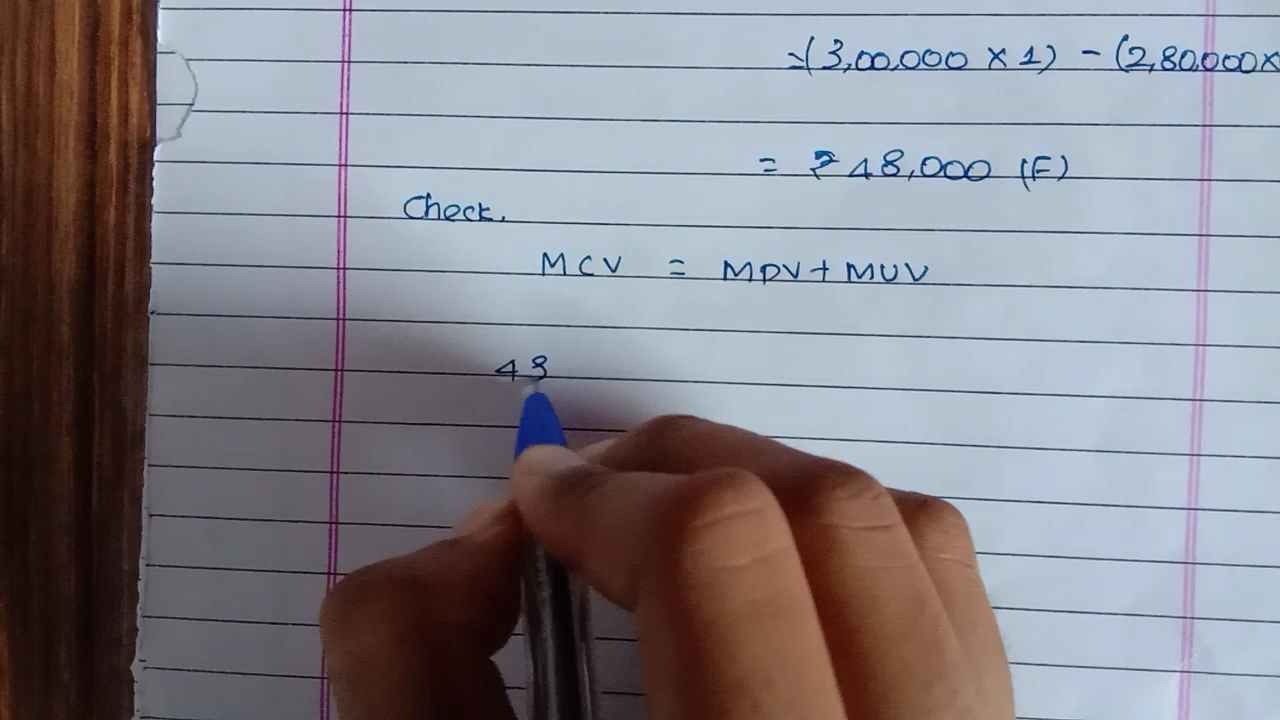 =(3,00,000 × 1) - (2,80,000×
= ₹48,000 (F)
Check.
MCV = MPV+ MUV
48